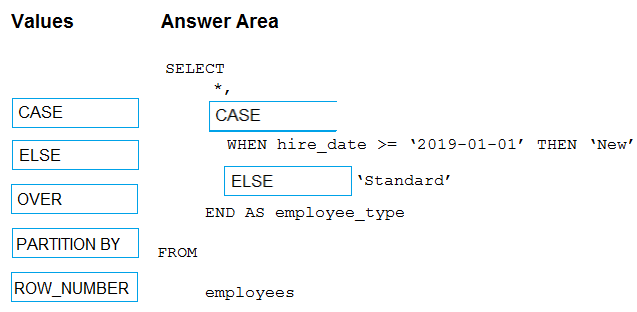 Values Answer Area
SELECT
*,
CASE
CASE
WHEN hire_date >= ‘2019-01-01’ THEN ‘New’
ELSE
ELSE ‘Standard’
OVER
END AS employee_type
PARTITION BY
FROM
ROW_NUMBER
employees